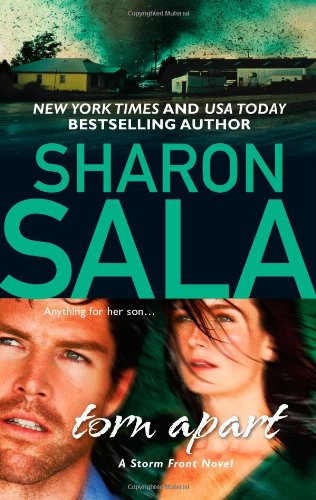 NEW YORK TIMES AND USA TODAY
BESTSELLING AUTHOR
SHARON
SALA
Anything for her son...
torn apart
A Storm Front Novel